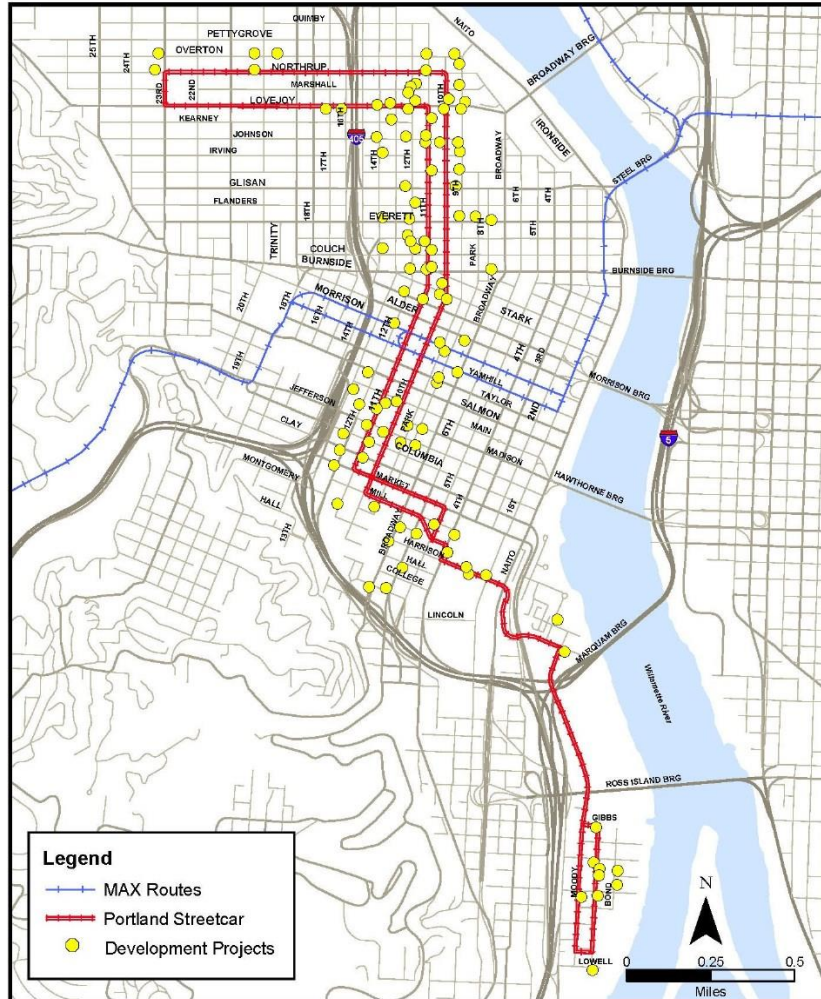 QUIMBY
NAITO
PETTYGROVE
25TH
24TH
OVERTON
BROADWAY BRG
NORTHRUP
23RD
22ND
MARSHALL
10TH
LOVEJOY
KEARNEY
16TH
JOHNSON
405
IRONSIDE
IRVING
17TH
14TH
12TH
BROADWAY
STEEL BRG
GLISAN
9TH
6TH
4TH
FLANDERS
18TH
11TH
EVERETT
8TH
5TH
TRINITY
COUCH
PARK
BURNSIDE
BURNSIDE BRG
MORRISON
ALDER
BROADWAY
STARK
20TH
18TH
16TH
14TH
12TH
4TH
3RD
19TH
YAMHILL
MORRISON BRG
JEFFERSON
11TH
10TH
TAYLOR
2ND
5
CLAY
12TH
PARK
SALMON
6TH
MAIN
COLUMBIA
MADISON
MONTGOMERY
MARKET
5TH
HAWTHORNE BRG
HALL
MILL
4TH
1ST
13TH
BROADWAY
HARRISON
NAITO
HALL
COLLEGE
LINCOLN
MARQUAM BRG
Willamette River
ROSS ISLAND BRG
GIBBS
MOODY
BOND
LOWELL
Legend
MAX Routes
Portland Streetcar
Development Projects
N
0 0.25 0.5
Miles